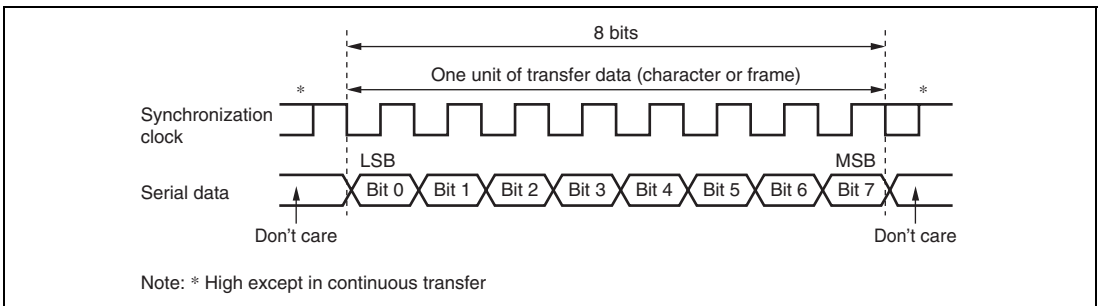 8 bits
One unit of transfer data (character or frame)
*
*
Synchronization
clock
LSB
MSB
Serial data
Bit 0
Bit 1
Bit 2
Bit 3
Bit 4
Bit 5
Bit 6
Bit 7
Don't care
Don't care
Note: * High except in continuous transfer